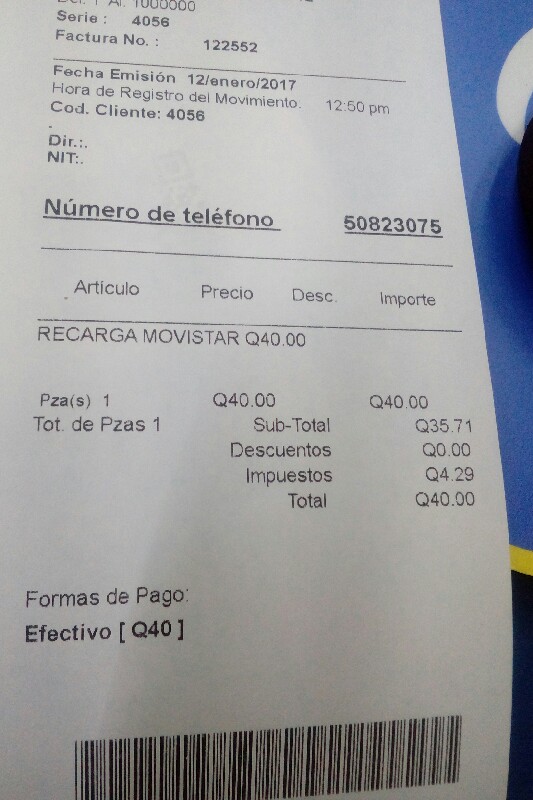 Del: 1 Al: 1000000
Serie : 4056
Factura No. : 122552
Fecha Emisión 12/enero/2017
Hora de Registro del Movimiento: 12:50 pm
Cod. Cliente: 4056
.
Dir.:.
NIT:.
Número de teléfono 50823075
Artículo Precio Desc. Importe
RECARGA MOVISTAR Q40.00
Pza(s) 1 Q40.00 Q40.00
Tot. de Pzas 1 Sub-Total Q35.71
Descuentos Q0.00
Impuestos Q4.29
Total Q40.00
Formas de Pago:
Efectivo [ Q40 ]